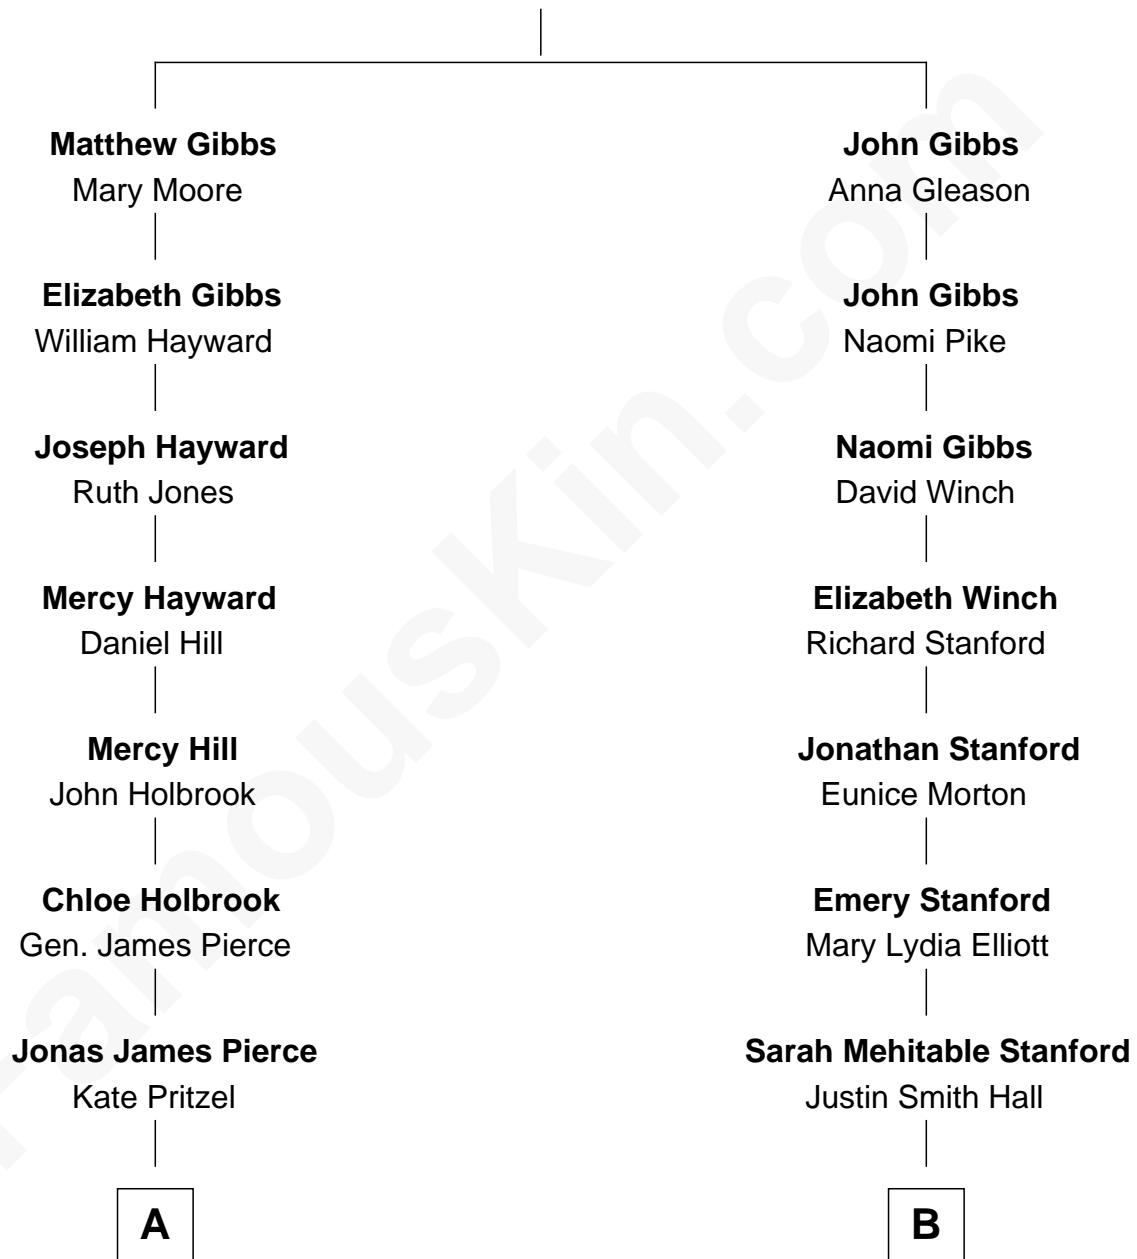 Matthew Gibbs
Mary Moore
John Gibbs
Anna Gleason
Elizabeth Gibbs
William Hayward
John Gibbs
Naomi Pike
Joseph Hayward
Ruth Jones
Naomi Gibbs
David Winch
Mercy Hayward
Daniel Hill
Elizabeth Winch
Richard Stanford
Mercy Hill
John Holbrook
Jonathan Stanford
Eunice Morton
Chloe Holbrook
Gen. James Pierce
Emery Stanford
Mary Lydia Elliott
Jonas James Pierce
Kate Pritzel
Sarah Mehitable Stanford
Justin Smith Hall
A
B
FamousKin.com